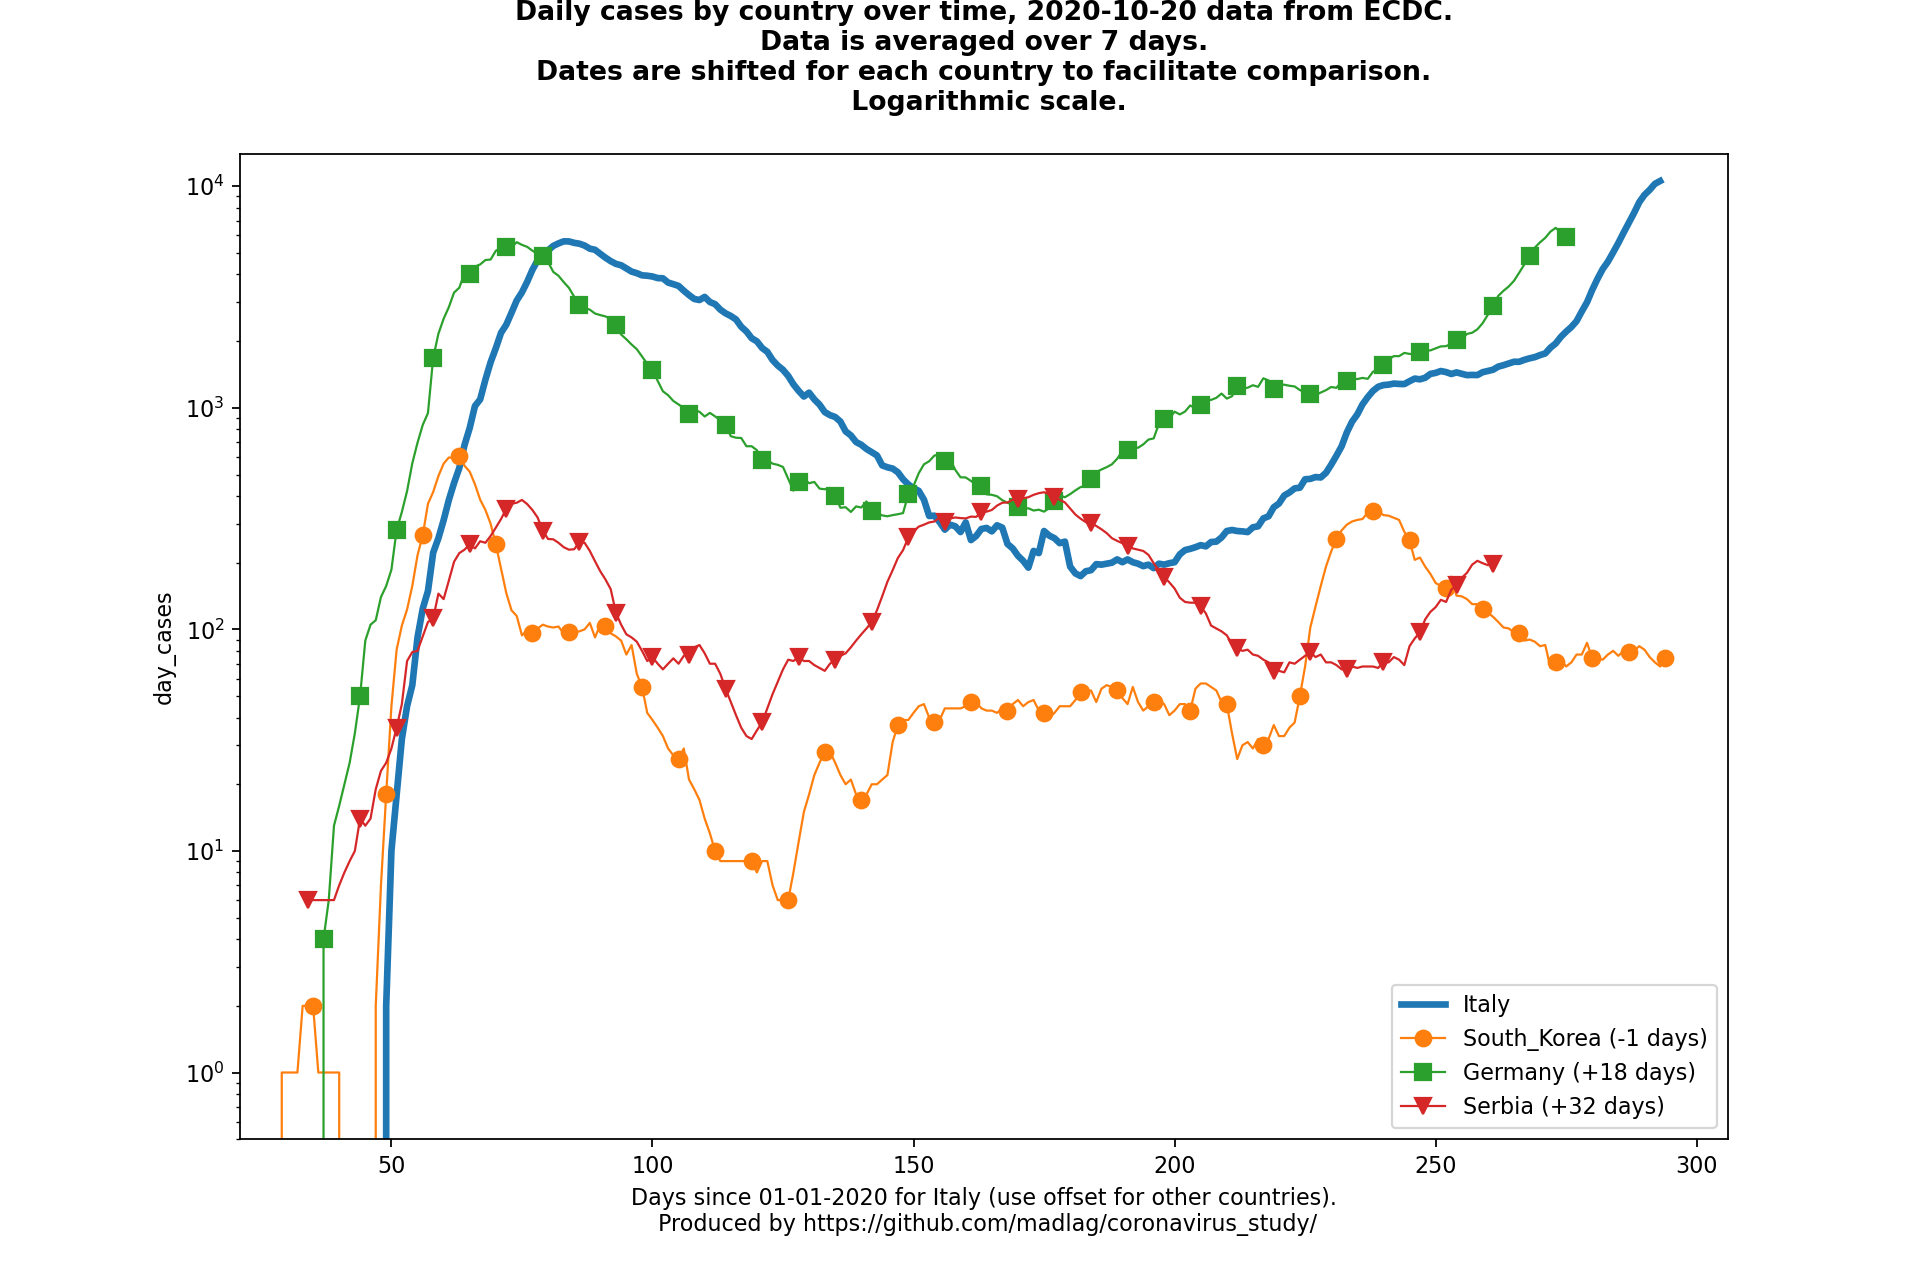 Daily cases by country over time, 2020-10-20 data from ECDC.
Data is averaged over 7 days.
Dates are shifted for each country to facilitate comparison.
Logarithmic scale.
10⁴
10³
10²
10¹
10⁰
day_cases
Italy
South_Korea (-1 days)
Germany (+18 days)
Serbia (+32 days)
50
100
150
200
250
300
Days since 01-01-2020 for Italy (use offset for other countries).
Produced by https://github.com/madlag/coronavirus_study/